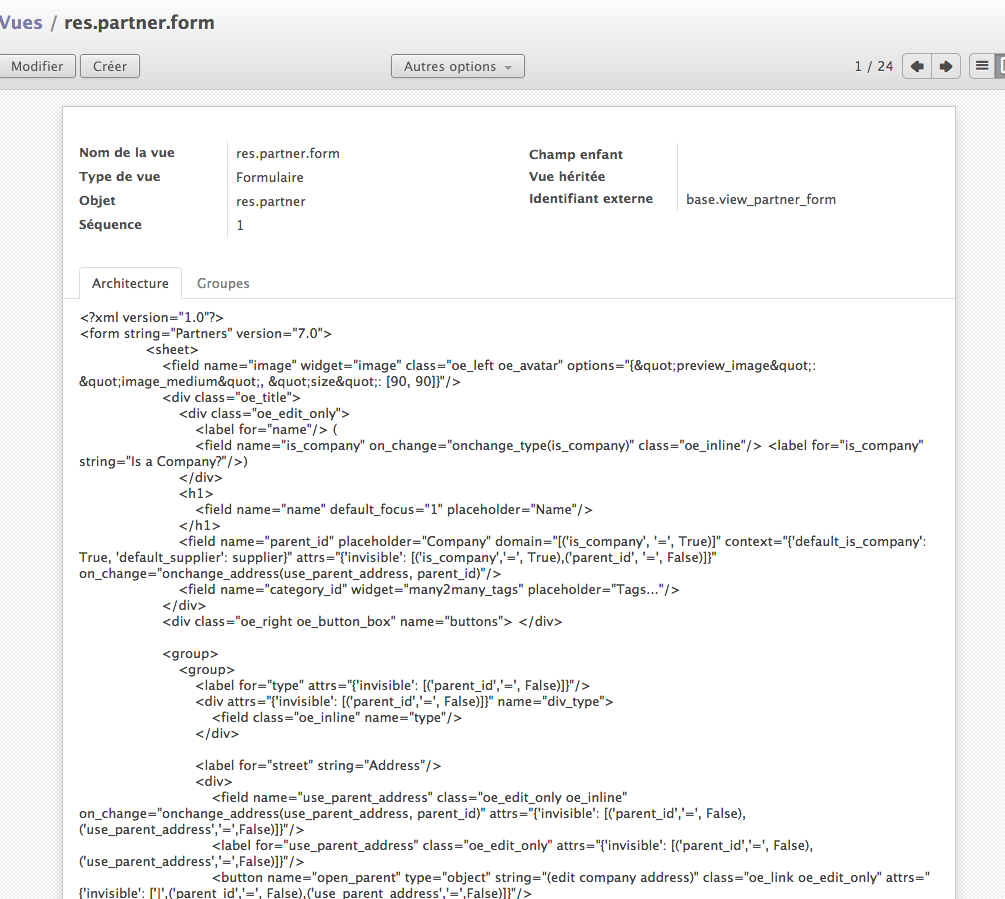 Vues / res.partner.form
Modifier Créer Autres options 1 / 24
Nom de la vue res.partner.form
Type de vue Formulaire
Objet res.partner
Séquence 1
Champ enfant
Vue héritée
Identifiant externe base.view_partner_form
Architecture Groupes
<?xml version="1.0"?>
<form string="Partners" version="7.0">
<sheet>
<field name="image" widget="image" class="oe_left oe_avatar" options="{&quot;preview_image&quot;:
&quot;image_medium&quot;, &quot;size&quot;: [90, 90]}"/>
<div class="oe_title">
<div class="oe_edit_only">
<label for="name"/> (
<field name="is_company" on_change="onchange_type(is_company)" class="oe_inline"/> <label for="is_company"
string="Is a Company?"/>)
</div>
<h1>
<field name="name" default_focus="1" placeholder="Name"/>
</h1>
<field name="parent_id" placeholder="Company" domain="[('is_company', '=', True)]" context="{'default_is_company':
True, 'default_supplier': supplier}" attrs="{'invisible': [('is_company','=', True),('parent_id', '=', False)]}"
on_change="onchange_address(use_parent_address, parent_id)"/>
<field name="category_id" widget="many2many_tags" placeholder="Tags..."/>
</div>
<div class="oe_right oe_button_box" name="buttons"> </div>
<group>
<group>
<label for="type" attrs="{'invisible': [('parent_id','=', False)]}"/>
<div attrs="{'invisible': [('parent_id','=', False)]}" name="div_type">
<field class="oe_inline" name="type"/>
</div>
<label for="street" string="Address"/>
<div>
<field name="use_parent_address" class="oe_edit_only oe_inline"
on_change="onchange_address(use_parent_address, parent_id)" attrs="{'invisible': [('parent_id','=', False),
('use_parent_address','=',False)]}"/>
<label for="use_parent_address" class="oe_edit_only" attrs="{'invisible': [('parent_id','=', False),
('use_parent_address','=',False)]}"/>
<button name="open_parent" type="object" string="(edit company address)" class="oe_link oe_edit_only" attrs="
{'invisible': ['|',('parent_id','=', False),('use_parent_address','=',False)]}"/>